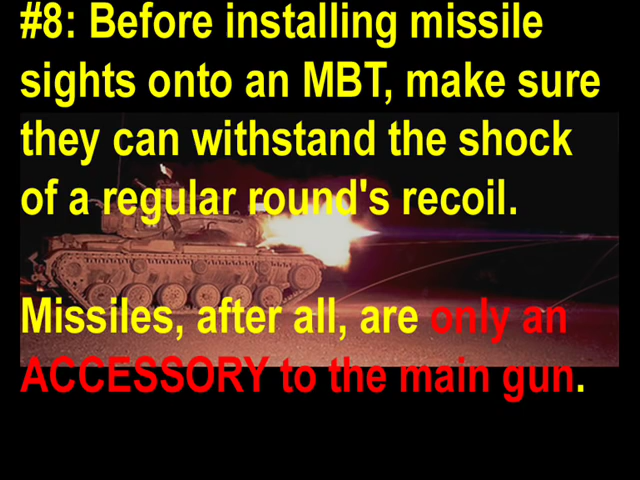 #8: Before installing missile
sights onto an MBT, make sure
they can withstand the shock
of a regular round's recoil.
Missiles, after all, are only an
ACCESSORY to the main gun.